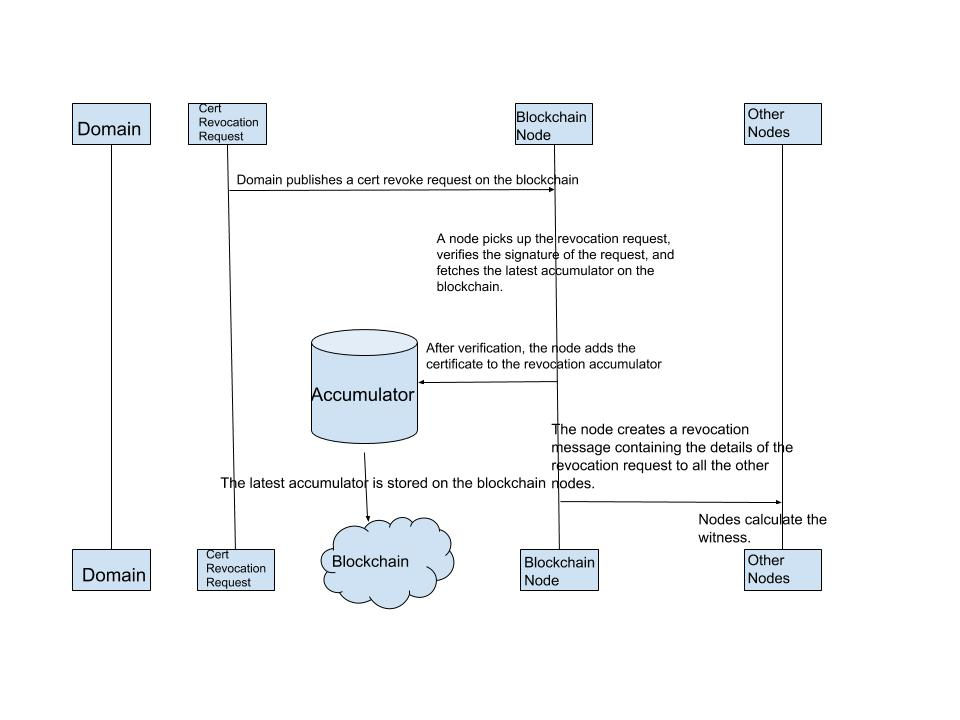 Domain
Cert
Revocation
Request
Blockchain
Node
Other
Nodes
Domain publishes a cert revoke request on the blockchain
A node picks up the revocation request,
verifies the signature of the request, and
fetches the latest accumulator on the
blockchain.
After verification, the node adds the
certificate to the revocation accumulator
Accumulator
The node creates a revocation
message containing the details of the
revocation request to all the other
nodes.
The latest accumulator is stored on the blockchain
Nodes calculate the
witness.
Domain
Cert
Revocation
Request
Blockchain
Blockchain
Node
Other
Nodes